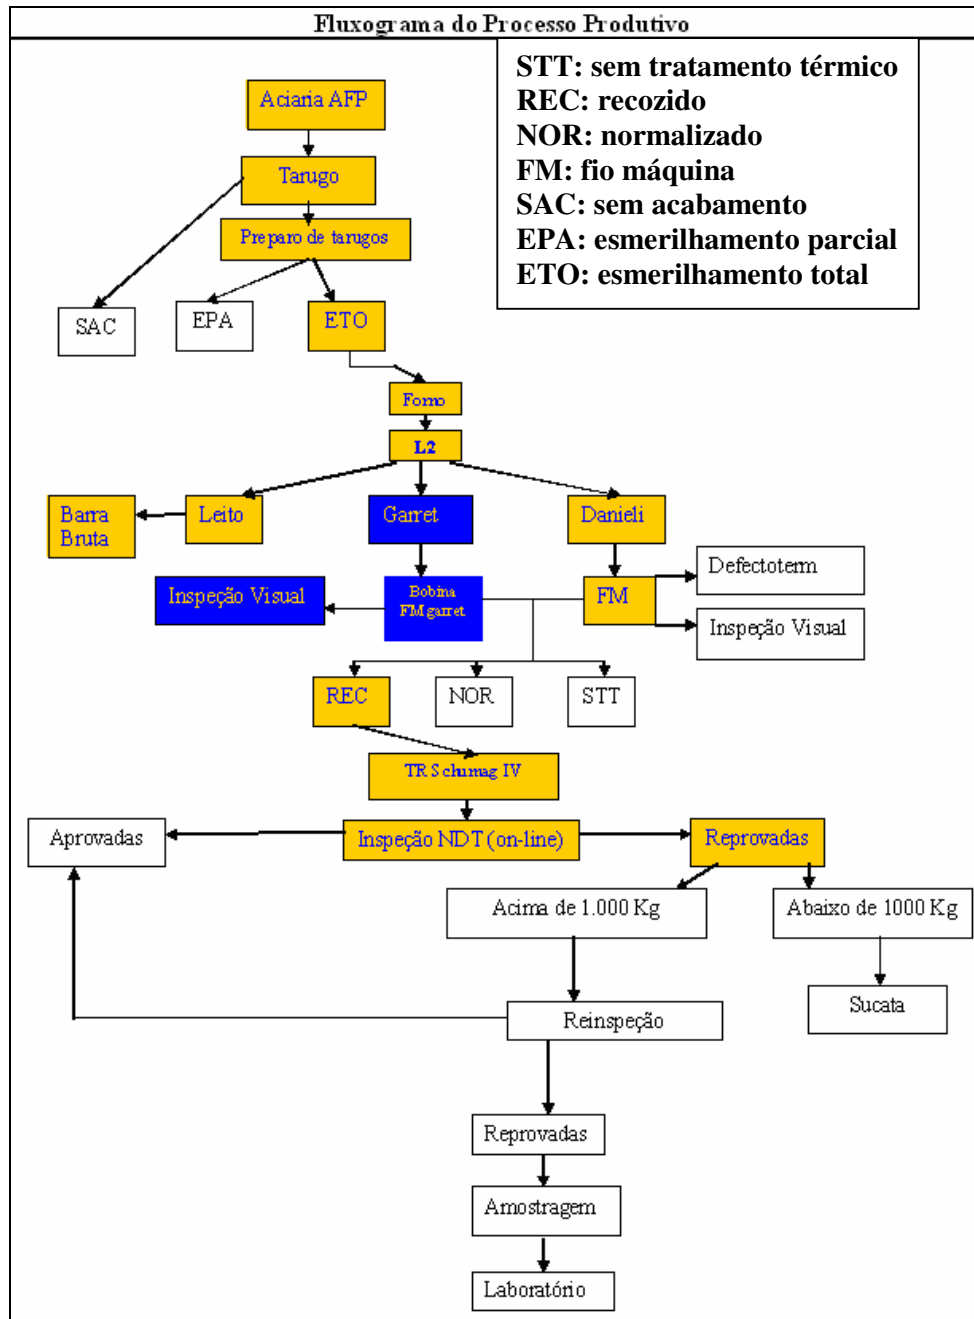 Fluxograma do Processo Produtivo
STT: sem tratamento térmico
REC: recozido
NOR: normalizado
FM: fio máquina
SAC: sem acabamento
EPA: esmerilhamento parcial
ETO: esmerilhamento total
Aciaria AFP
Tarugo
Preparo de tarugos
SAC
EPA
ETO
Forno
L2
Barra
Bruta
Leito
Garret
Danieli
Inspeção Visual
Bobina
FM garret
FM
Defectoterm
Inspeção Visual
REC
NOR
STT
TR Schumag IV
Aprovadas
Inspeção NDT (on-line)
Reprovadas
Acima de 1.000 Kg
Abaixo de 1000 Kg
Sucata
Reinspeção
Reprovadas
Amostragem
Laboratório